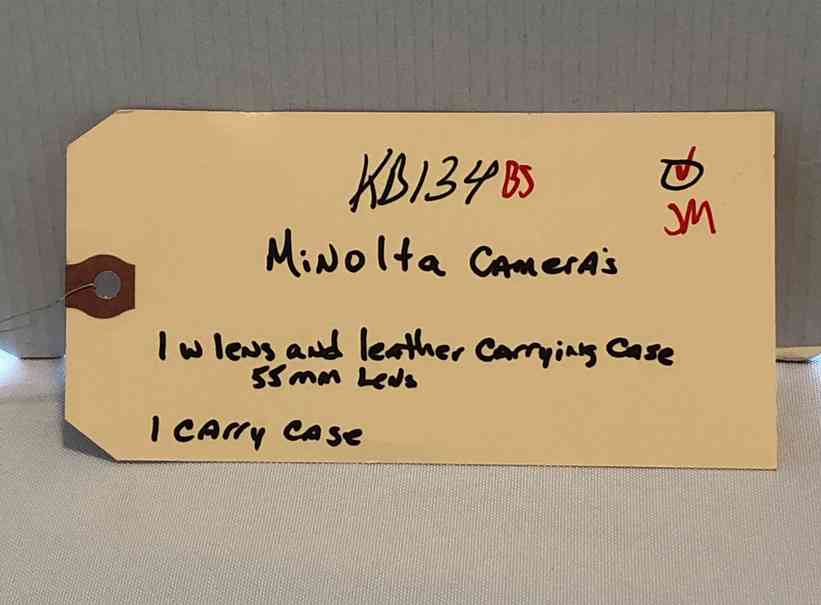 KB134 BS
JM
Minolta Camera's
1 w lens and leather carrying case
55mm Lens
1 carry case